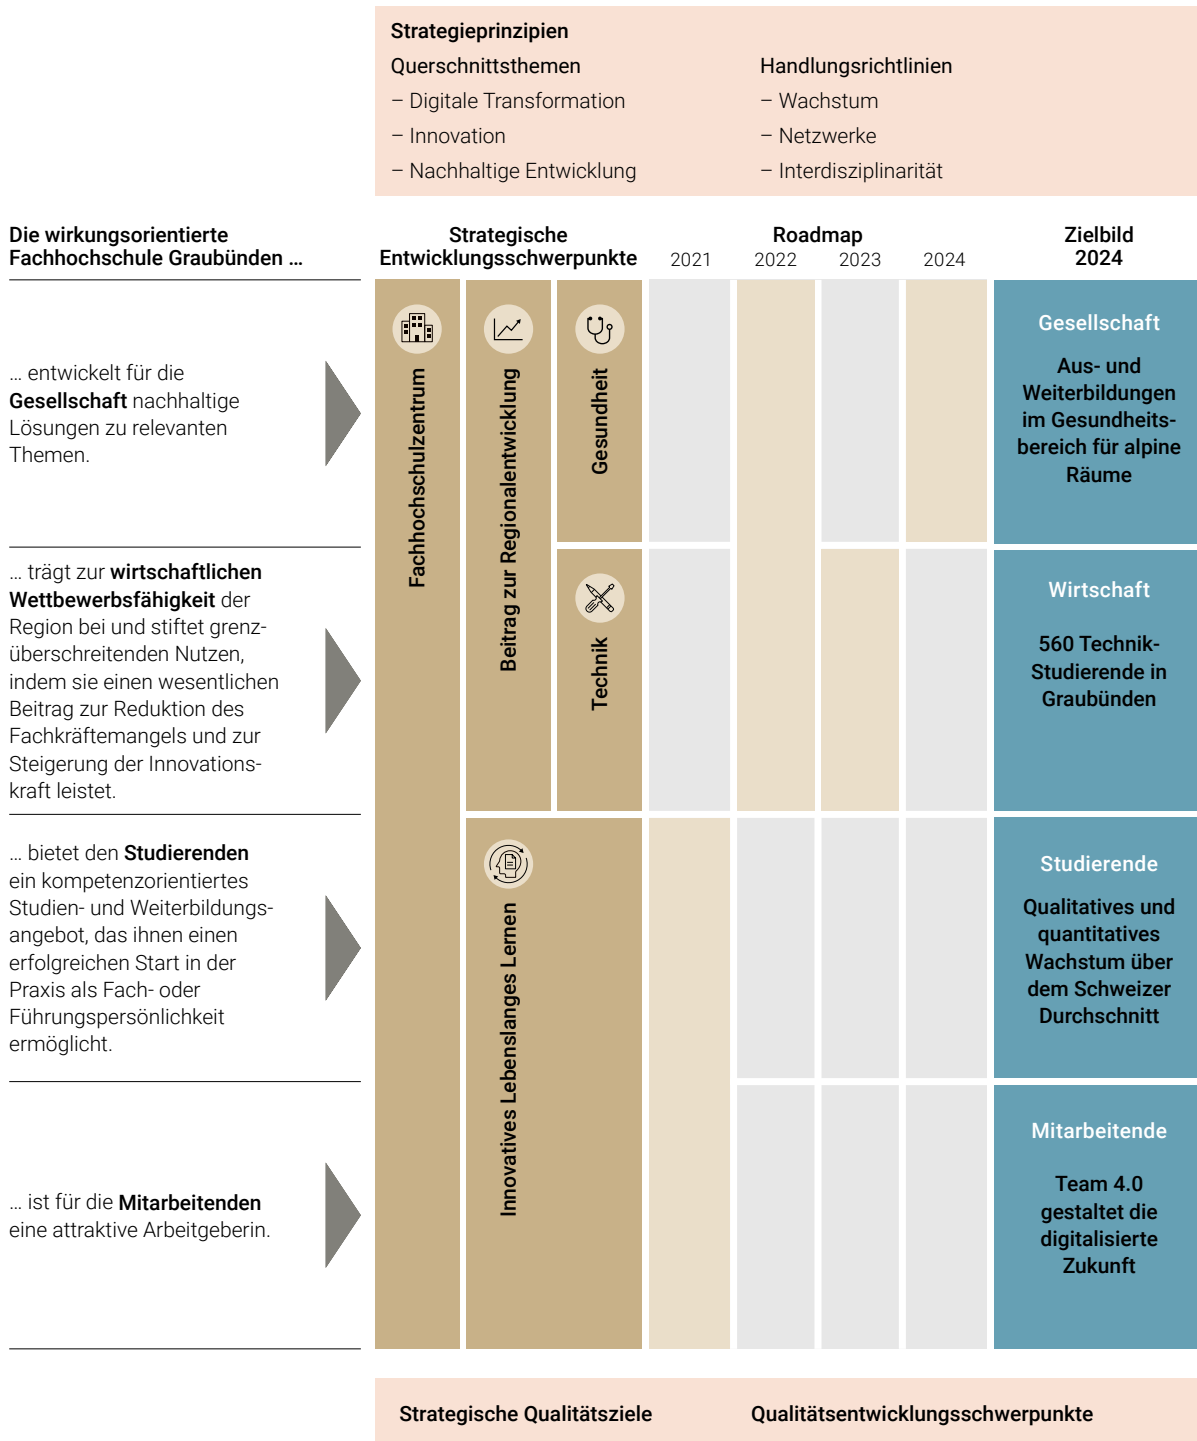 Strategieprinzipien
Querschnittsthemen
– Digitale Transformation
– Innovation
– Nachhaltige Entwicklung
Handlungsrichtlinien
– Wachstum
– Netzwerke
– Interdisziplinarität
Die wirkungsorientierte
Fachhochschule Graubünden ...
Strategische
Entwicklungsschwerpunkte
Roadmap
2021
2022
2023
2024
Zielbild
2024
... entwickelt für die
Gesellschaft nachhaltige
Lösungen zu relevanten
Themen.
Fachhochschulzentrum
Beitrag zur Regionalentwicklung
Gesundheit
Gesellschaft
Aus- und
Weiterbildungen
im Gesundheits-
bereich für alpine
Räume
... trägt zur wirtschaftlichen
Wettbewerbsfähigkeit der
Region bei und stiftet grenz-
überschreitenden Nutzen,
indem sie einen wesentlichen
Beitrag zur Reduktion des
Fachkräftemangels und zur
Steigerung der Innovations-
kraft leistet.
Technik
Wirtschaft
560 Technik-
Studierende in
Graubünden
... bietet den Studierenden
ein kompetenzorientiertes
Studien- und Weiterbildungs-
angebot, das ihnen einen
erfolgreichen Start in der
Praxis als Fach- oder
Führungspersönlichkeit
ermöglicht.
Innovatives Lebenslanges Lernen
Studierende
Qualitatives und
quantitatives
Wachstum über
dem Schweizer
Durchschnitt
... ist für die Mitarbeitenden
eine attraktive Arbeitgeberin.
Mitarbeitende
Team 4.0
gestaltet die
digitalisierte
Zukunft
Strategische Qualitätsziele
Qualitätsentwicklungsschwerpunkte